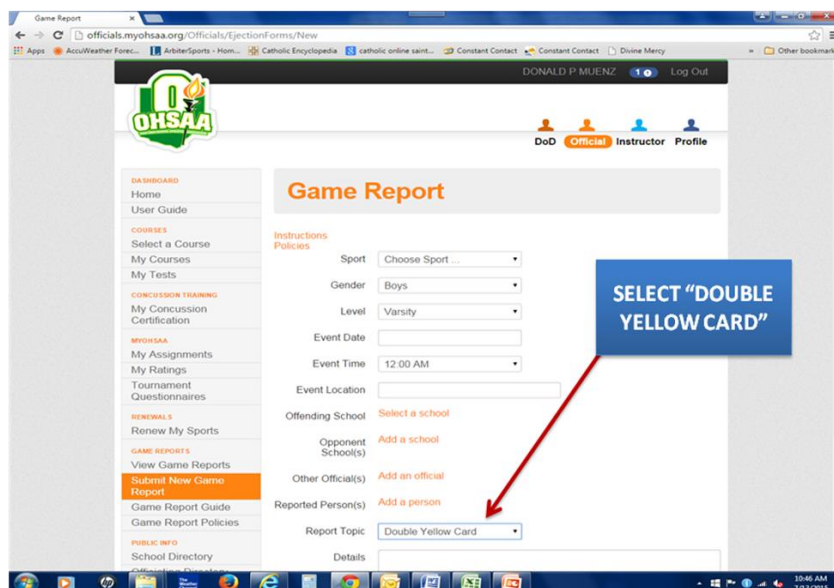 Game Report
officials.myohsaa.org/Officials/EjectionForms/New
Apps AccuWeather Forec... ArbiterSports - Hom... Catholic Encyclopedia catholic online saint... Constant Contact Constant Contact Divine Mercy » Other bookmark
DONALD P MUENZ 1 Log Out
OHSAA
DoD Official Instructor Profile
DASHBOARD
Home
User Guide
COURSES
Select a Course
My Courses
My Tests
CONCUSSION TRAINING
My Concussion
Certification
MYOHSAA
My Assignments
My Ratings
Tournament
Questionnaires
RENEWALS
Renew My Sports
GAME REPORTS
View Game Reports
Submit New Game
Report
Game Report Guide
Game Report Policies
PUBLIC INFO
School Directory
Officiating Directory
Game Report
Instructions
Policies
Sport Choose Sport ...
Gender Boys
Level Varsity
Event Date
Event Time 12:00 AM
Event Location
Offending School Select a school
Opponent
School(s) Add a school
Other Official(s) Add an official
Reported Person(s) Add a person
Report Topic Double Yellow Card
Details
SELECT “DOUBLE
YELLOW CARD”
10:46 AM